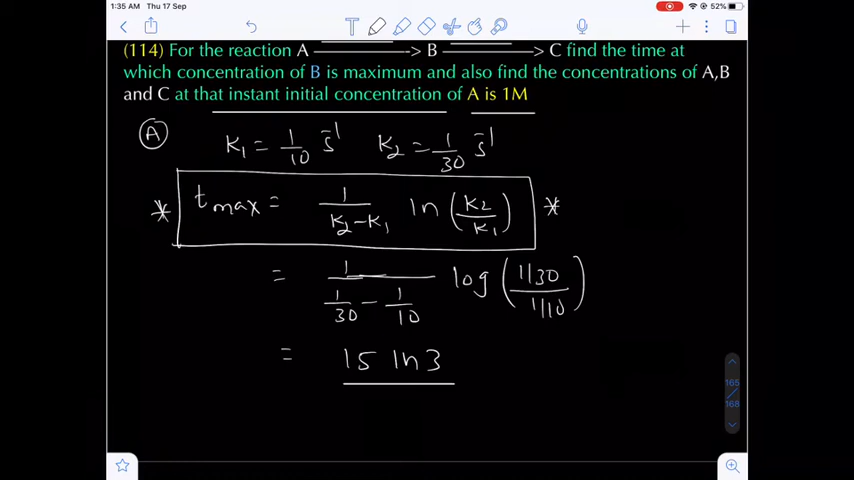 1:35 AM Thu 17 Sep 52%
(114) For the reaction A ————> B ————> C find the time at
which concentration of B is maximum and also find the concentrations of A,B
and C at that instant initial concentration of A is 1M
(A) K₁ = 1/10 s⁻¹ K₂ = 1/30 s⁻¹
* tmax = 1/(K₂-K₁) ln (K₂/K₁) *
= 1/(1/30 - 1/10) log ((1/30)/(1/10))
= 15 ln 3
165
168